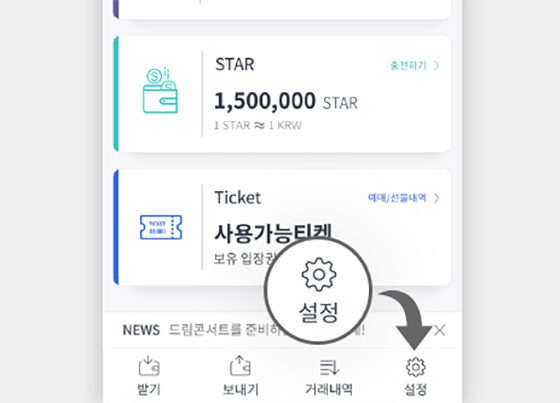 STAR
충전하기
1,500,000 STAR
1 STAR ≈ 1 KRW
Ticket
예매/선물내역
TICKET
사용가능티켓
보유 입장권
설정
NEWS 드림콘서트를 준비하
받기
보내기
거래내역
설정